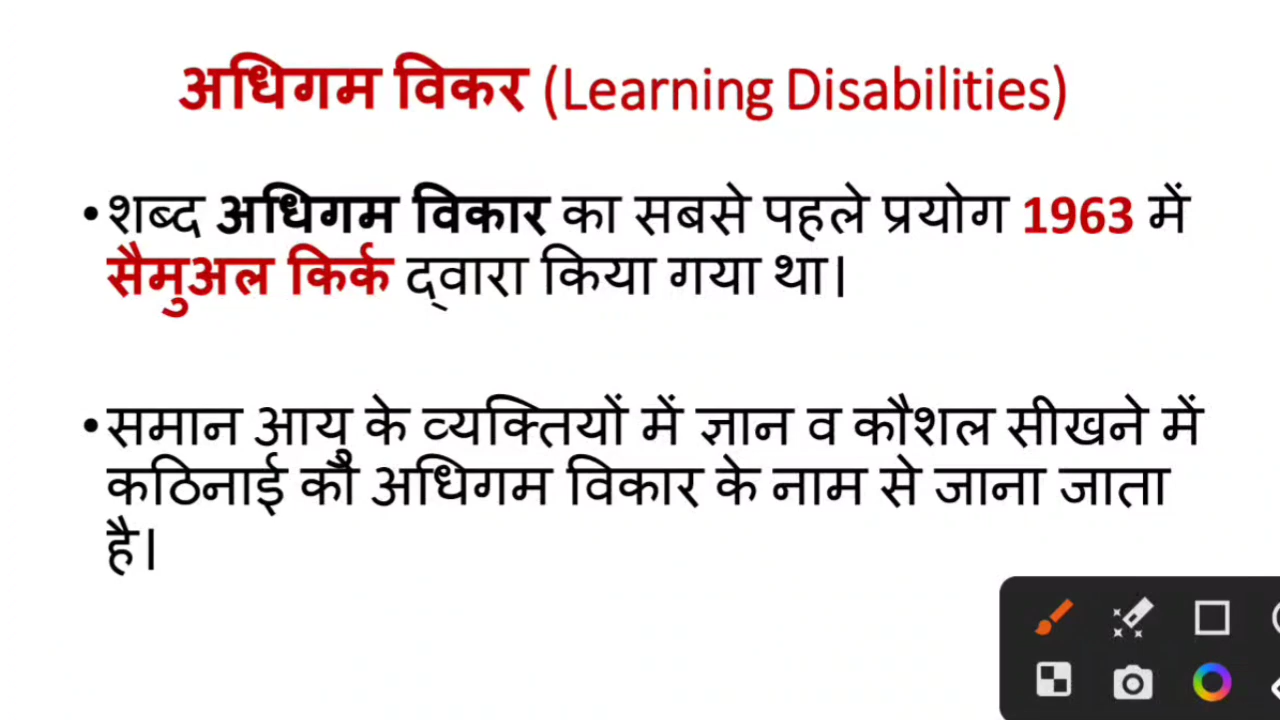 अधिगम विकर (Learning Disabilities)
•शब्द अधिगम विकार का सबसे पहले प्रयोग 1963 में
सैमुअल किर्क द्वारा किया गया था।
•समान आयु के व्यक्तियों में ज्ञान व कौशल सीखने में
कठिनाई को अधिगम विकार के नाम से जाना जाता
है।